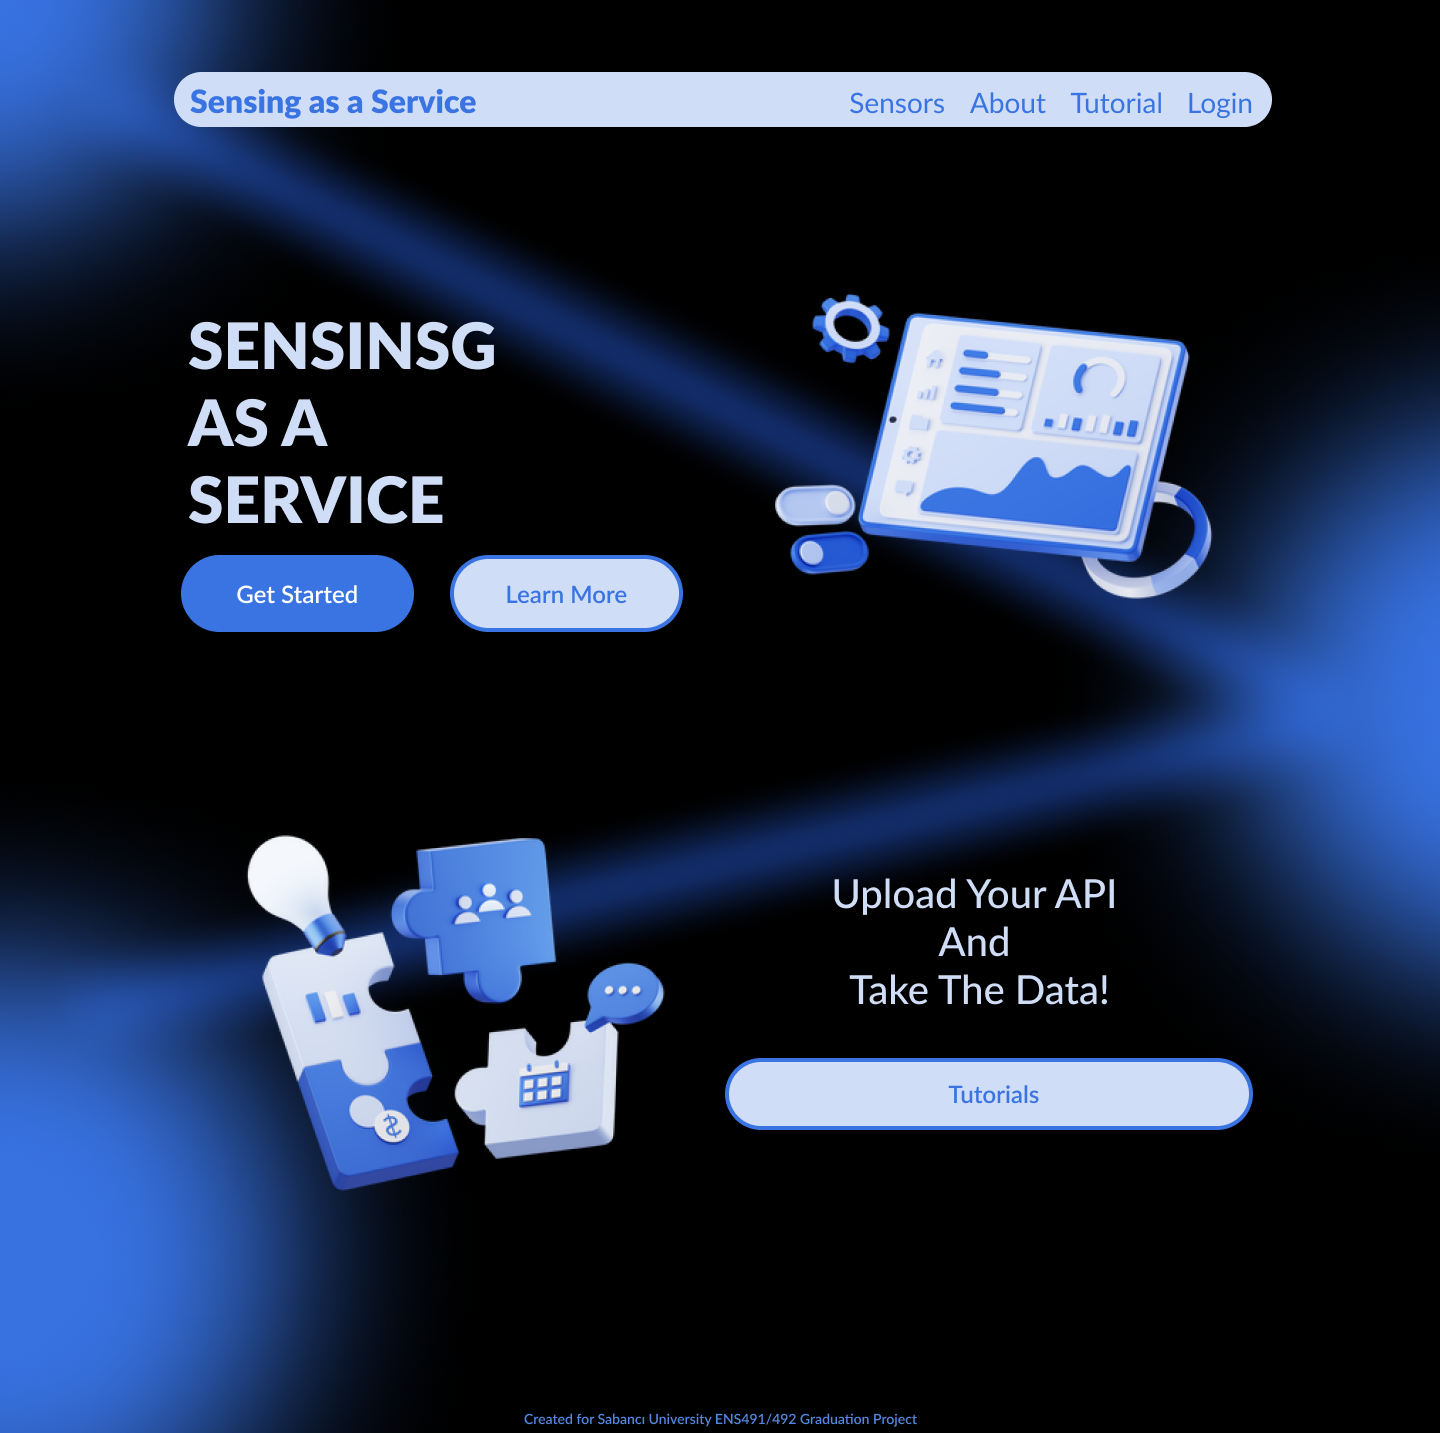 Sensing as a Service
Sensors About Tutorial Login
SENSINSG
AS A
SERVICE
Get Started
Learn More
Upload Your API
And
Take The Data!
Tutorials
Created for Sabancı University ENS491/492 Graduation Project